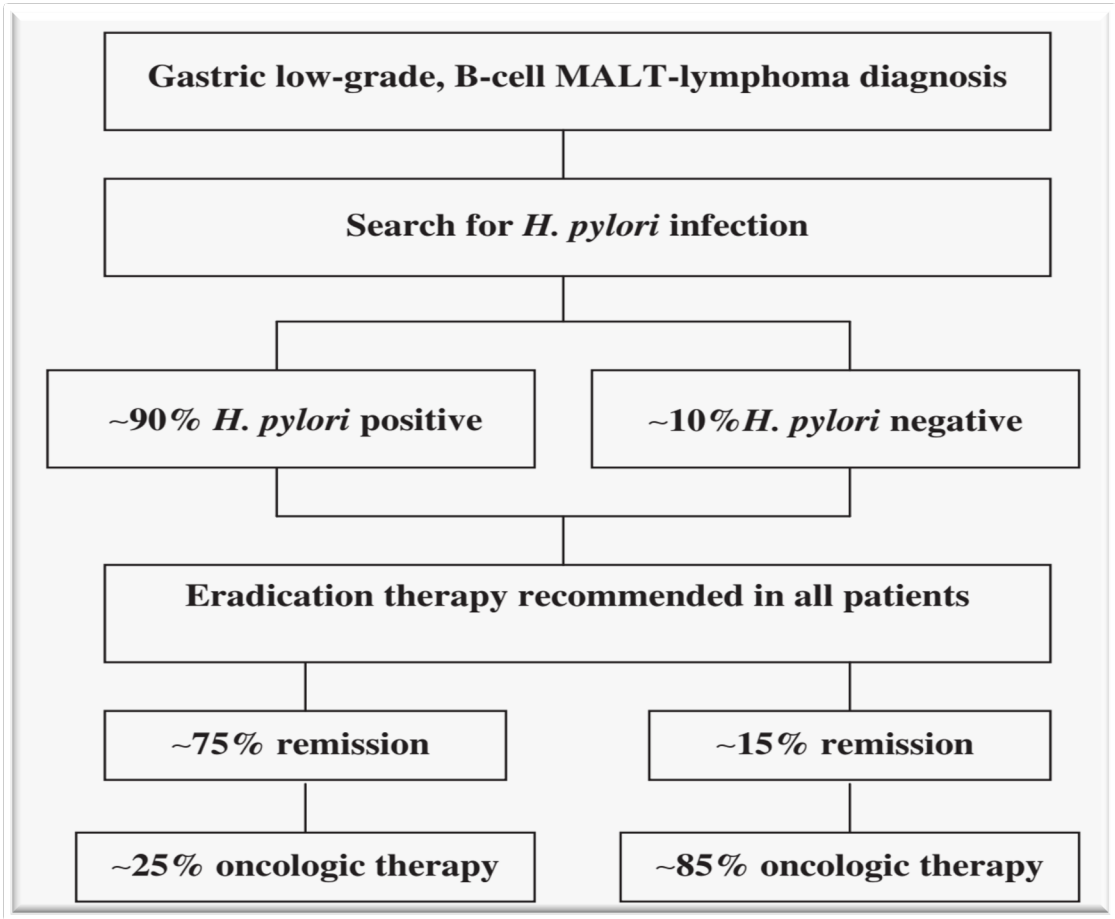 Gastric low-grade, B-cell MALT-lymphoma diagnosis
Search for H. pylori infection
~90% H. pylori positive
~10%H. pylori negative
Eradication therapy recommended in all patients
~75% remission
~15% remission
~25% oncologic therapy
~85% oncologic therapy